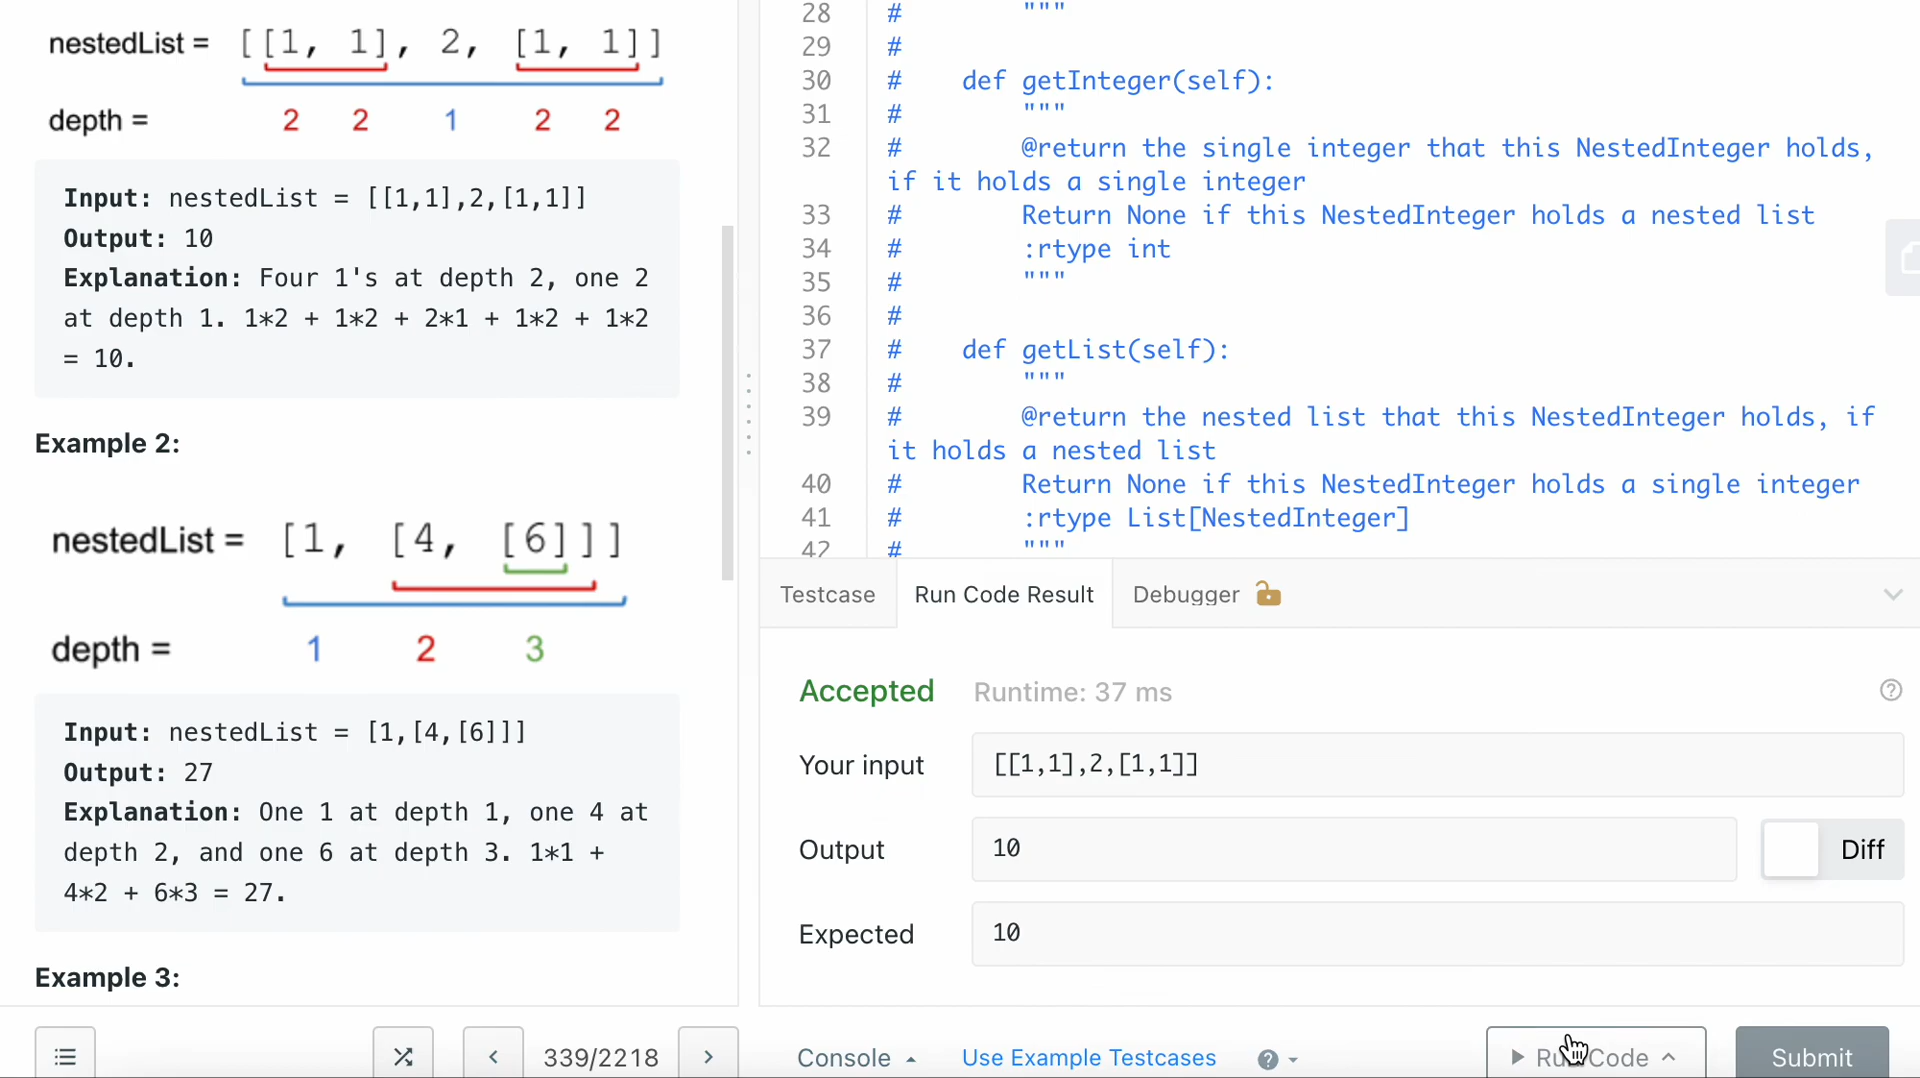 nestedList = [[1, 1], 2, [1, 1]]
depth = 2 2 1 2 2
Input: nestedList = [[1,1],2,[1,1]]
Output: 10
Explanation: Four 1's at depth 2, one 2
at depth 1. 1*2 + 1*2 + 2*1 + 1*2 + 1*2
= 10.
Example 2:
nestedList = [1, [4, [6]]]
depth = 1 2 3
Input: nestedList = [1,[4,[6]]]
Output: 27
Explanation: One 1 at depth 1, one 4 at
depth 2, and one 6 at depth 3. 1*1 +
4*2 + 6*3 = 27.
Example 3:
339/2218
28 # """
29 #
30 # def getInteger(self):
31 # """
32 # @return the single integer that this NestedInteger holds,
if it holds a single integer
33 # Return None if this NestedInteger holds a nested list
34 # :rtype int
35 # """
36 #
37 # def getList(self):
38 # """
39 # @return the nested list that this NestedInteger holds, if
it holds a nested list
40 # Return None if this NestedInteger holds a single integer
41 # :rtype List[NestedInteger]
42 # """
Testcase Run Code Result Debugger
Accepted Runtime: 37 ms
Your input [[1,1],2,[1,1]]
Output 10 Diff
Expected 10
Console Use Example Testcases Run Code Submit